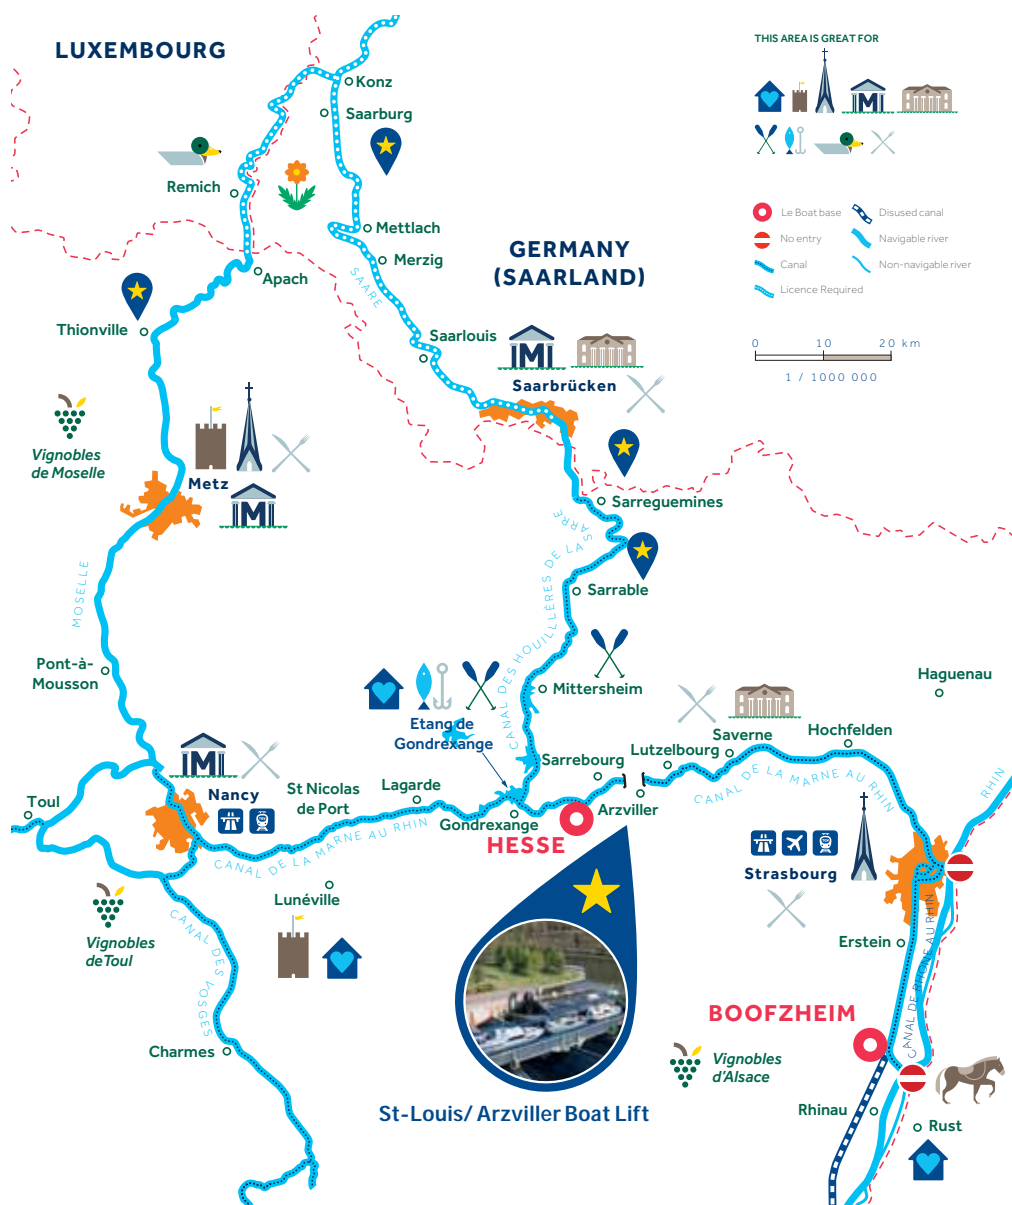 LUXEMBOURG
THIS AREA IS GREAT FOR
Konz
Saarburg
Remich
Le Boat base
Disused canal
No entry
Navigable river
Canal
Non-navigable river
Licence Required
Mettlach
Merzig
GERMANY
(SAARLAND)
Apach
SAARE
Thionville
Saarlouis
0 10 20 km
1 / 1000 000
M
Saarbrücken
Vignobles
de Moselle
Metz
M
Sarreguemines
CANAL DES HOUILLLÈRES DE LA SARRE
MOSELLE
Sarrable
Pont-à-
Mousson
Mittersheim
Haguenau
Etang de
Gondrexange
Saverne
Hochfelden
Lutzelbourg
Sarrebourg
M
Nancy
St Nicolas
de Port
Lagarde
Toul
Gondrexange
Arzviller
CANAL DE LA MARNE AU RHIN
CANAL DE LA MARNE AU RHIN
RHIN
HESSE
Strasbourg
Lunéville
CANAL DES VOSGES
Vignobles
de Toul
Erstein
CANAL DE RHONE AU RHIN
BOOFZHEIM
Charmes
Vignobles
d'Alsace
St-Louis/ Arzviller Boat Lift
Rhinau
Rust